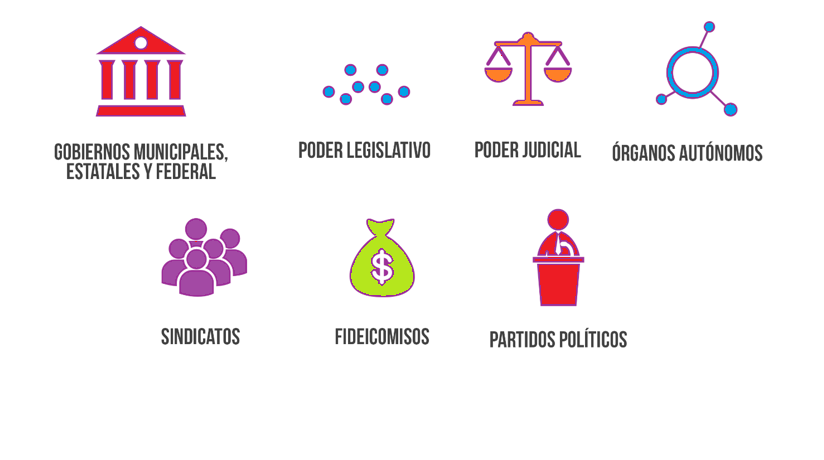 GOBIERNOS MUNICIPALES,
ESTATALES Y FEDERAL
PODER LEGISLATIVO
PODER JUDICIAL
ÓRGANOS AUTÓNOMOS
$
SINDICATOS
FIDEICOMISOS
PARTIDOS POLÍTICOS